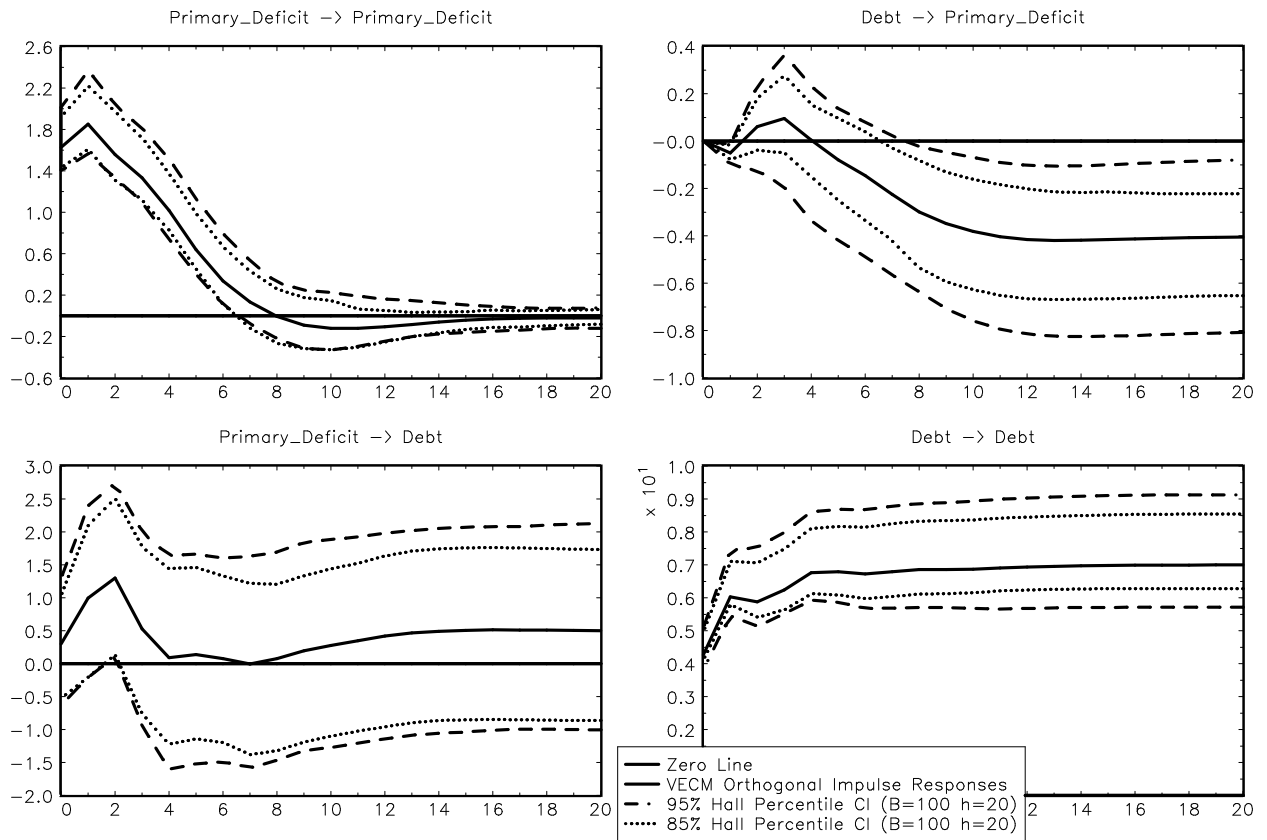 Primary_Deficit -> Primary_Deficit
2.6
2.2
1.8
1.4
1.0
0.6
0.2
-0.2
-0.6
0 2 4 6 8 10 12 14 16 18 20
Debt -> Primary_Deficit
0.4
0.2
-0.0
-0.2
-0.4
-0.6
-0.8
-1.0
0 2 4 6 8 10 12 14 16 18 20
Primary_Deficit -> Debt
3.0
2.5
2.0
1.5
1.0
0.5
0.0
-0.5
-1.0
-1.5
-2.0
0 2 4 6 8 10 12 14 16 18 20
Debt -> Debt
x 10¹
1.0
0.9
0.8
0.7
0.6
0.5
0.4
0.3
0.2
12 14 16 18 20
Zero Line
VECM Orthogonal Impulse Responses
95% Hall Percentile CI (B=100 h=20)
85% Hall Percentile CI (B=100 h=20)